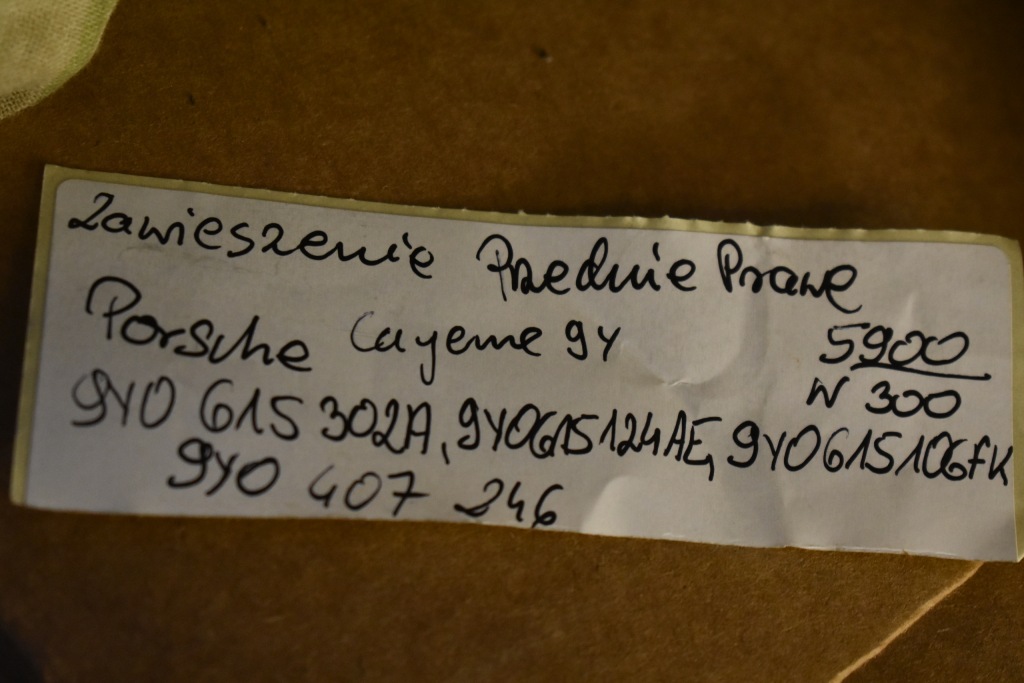 Zawieszenie Przednie Prawe
Porsche Cayenne 9Y
5900
W 300
9Y0 615 302A, 9Y0615124AE, 9Y0615106FK
9Y0 407 246